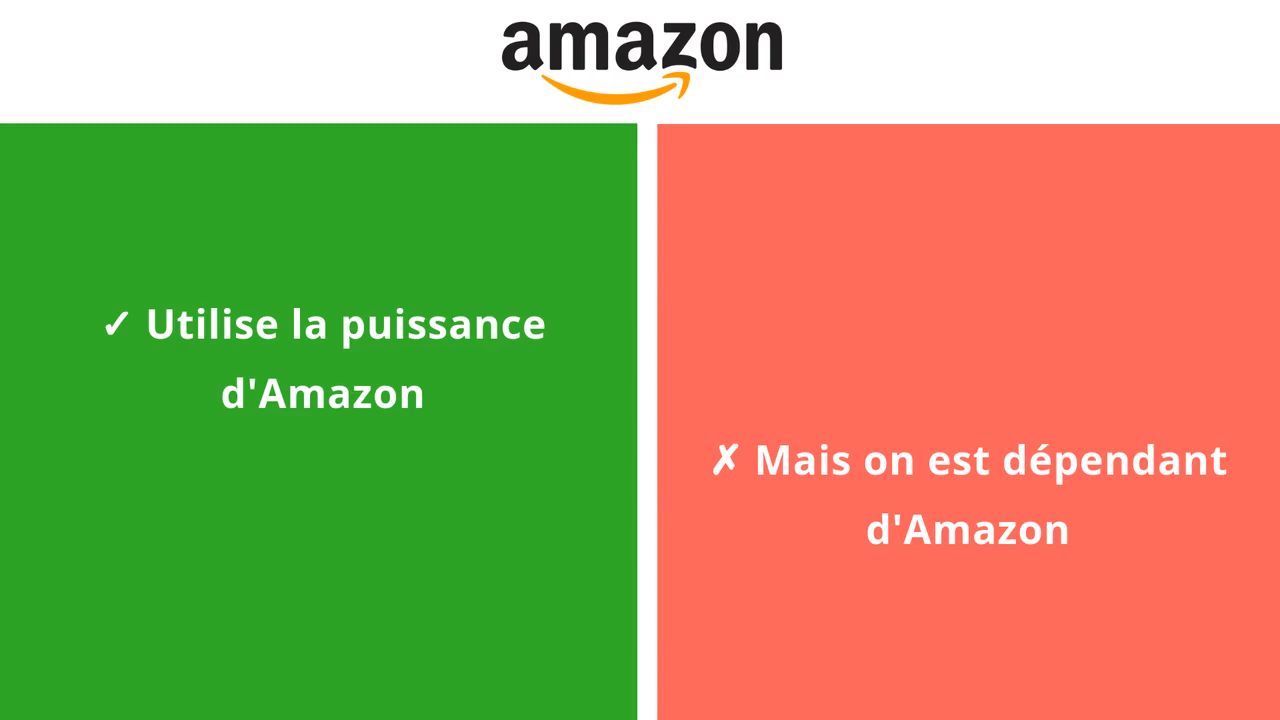 amazon
✓ Utilise la puissance
d'Amazon
✗ Mais on est dépendant
d'Amazon